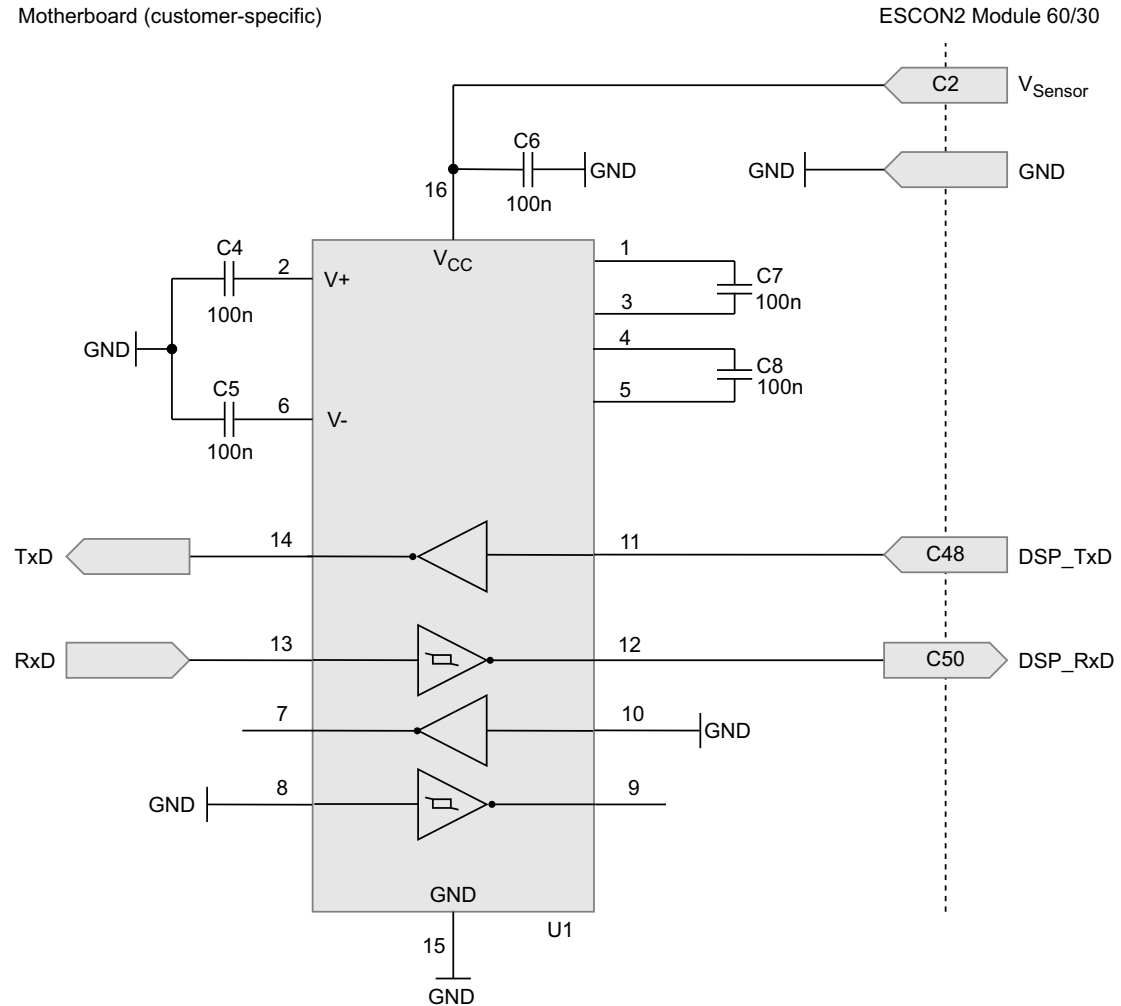 Motherboard (customer-specific)
ESCON2 Module 60/30
C2
VSensor
C6
GND
GND
GND
16
100n
C4
2
V+
VCC
1
C7
100n
100n
3
GND
4
C8
100n
C5
6
V-
5
100n
TxD
14
11
C48
DSP_TxD
RxD
13
12
C50
DSP_RxD
7
10
GND
GND
8
9
GND
U1
15
GND